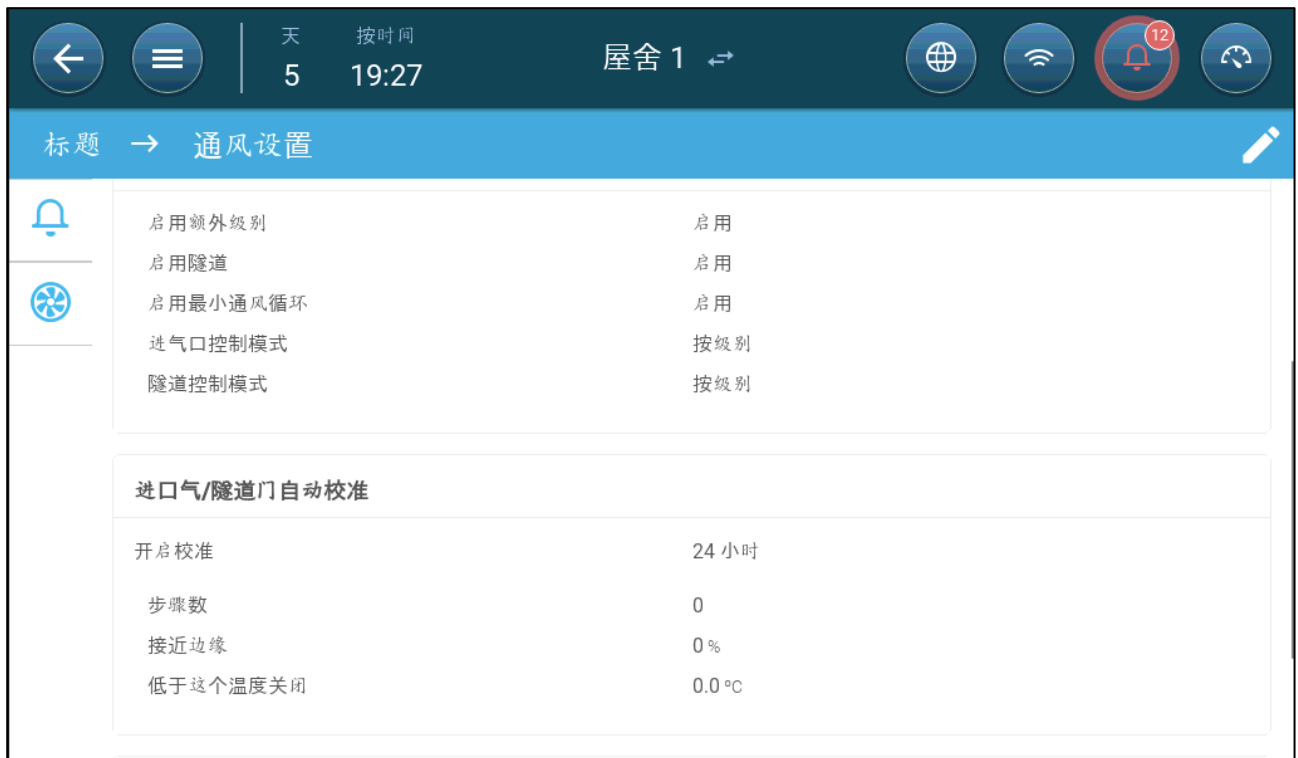 天 按时间
5 19:27
屋舍 1
12
标题 → 通风设置
启用额外级别 启用
启用隧道 启用
启用最小通风循环 启用
进气口控制模式 按级别
隧道控制模式 按级别
进口气/隧道门自动校准
开启校准 24 小时
步骤数 0
接近边缘 0 %
低于这个温度关闭 0.0 ºC